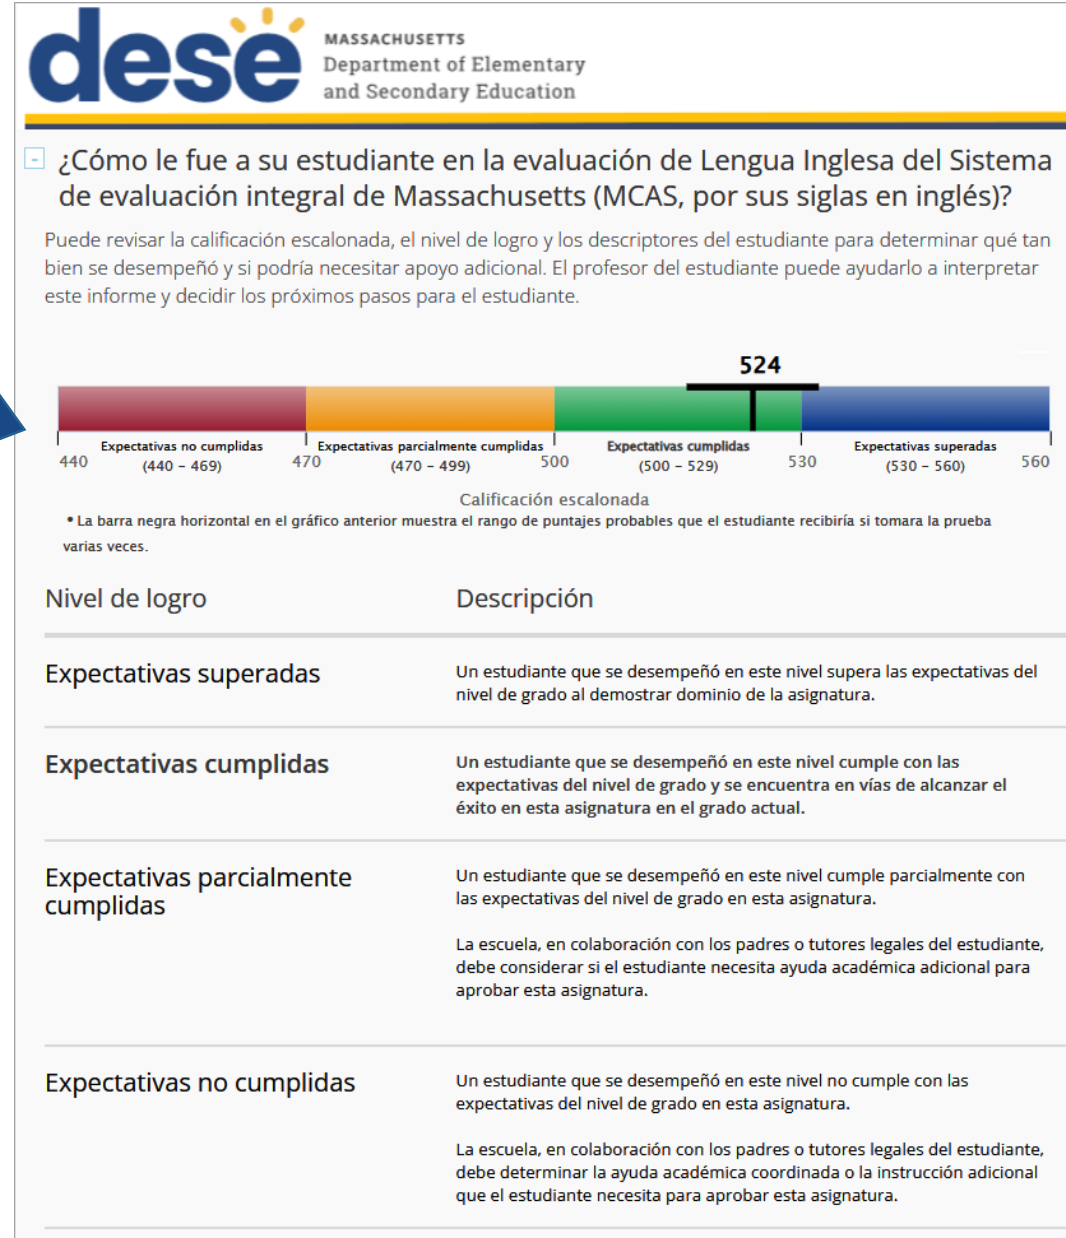 dese
MASSACHUSETTS
Department of Elementary
and Secondary Education
- ¿Cómo le fue a su estudiante en la evaluación de Lengua Inglesa del Sistema
de evaluación integral de Massachusetts (MCAS, por sus siglas en inglés)?
Puede revisar la calificación escalonada, el nivel de logro y los descriptores del estudiante para determinar qué tan
bien se desempeñó y si podría necesitar apoyo adicional. El profesor del estudiante puede ayudarlo a interpretar
este informe y decidir los próximos pasos para el estudiante.
524
Expectativas no cumplidas
(440 – 469)
Expectativas parcialmente cumplidas
(470 – 499)
Expectativas cumplidas
(500 – 529)
Expectativas superadas
(530 – 560)
440 470 500 530 560
Calificación escalonada
• La barra negra horizontal en el gráfico anterior muestra el rango de puntajes probables que el estudiante recibiría si tomara la prueba
varias veces.
Nivel de logro Descripción
Expectativas superadas
Un estudiante que se desempeñó en este nivel supera las expectativas del
nivel de grado al demostrar dominio de la asignatura.
Expectativas cumplidas
Un estudiante que se desempeñó en este nivel cumple con las
expectativas del nivel de grado y se encuentra en vías de alcanzar el
éxito en esta asignatura en el grado actual.
Expectativas parcialmente
cumplidas
Un estudiante que se desempeñó en este nivel cumple parcialmente con
las expectativas del nivel de grado en esta asignatura.
La escuela, en colaboración con los padres o tutores legales del estudiante,
debe considerar si el estudiante necesita ayuda académica adicional para
aprobar esta asignatura.
Expectativas no cumplidas
Un estudiante que se desempeñó en este nivel no cumple con las
expectativas del nivel de grado en esta asignatura.
La escuela, en colaboración con los padres o tutores legales del estudiante,
debe determinar la ayuda académica coordinada o la instrucción adicional
que el estudiante necesita para aprobar esta asignatura.